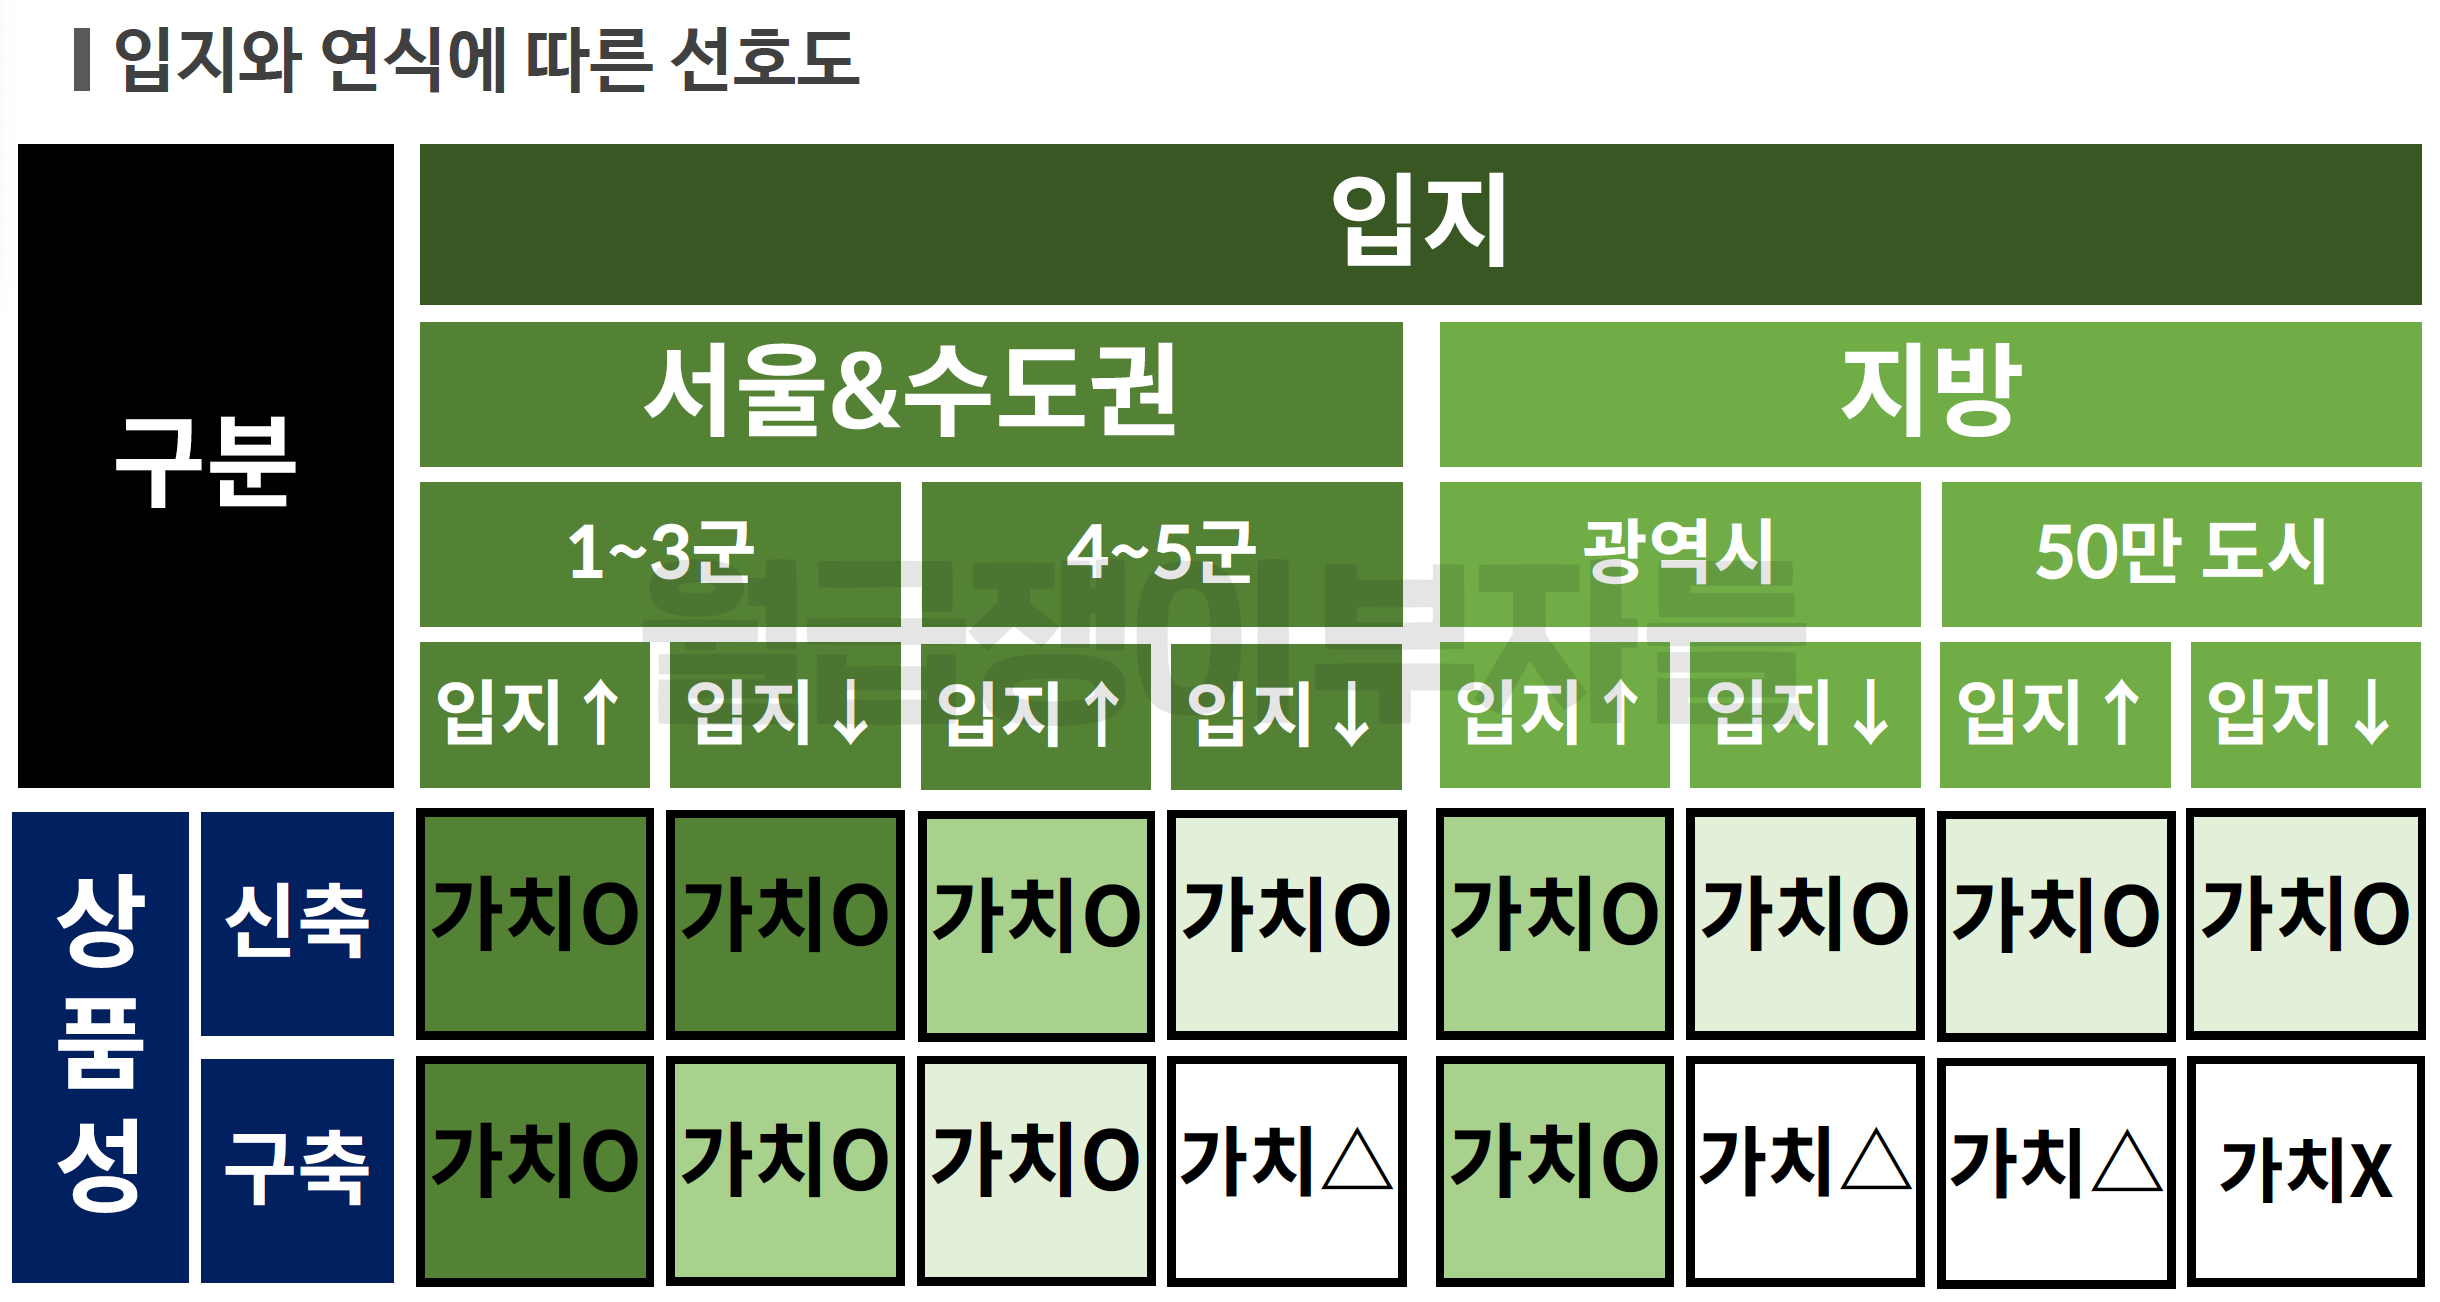 입지와 연식에 따른 선호도
구분
입지
서울&수도권 지방
1~3군 4~5군 광역시 50만 도시
입지↑ 입지↓ 입지↑ 입지↓ 입지↑ 입지↓ 입지↑ 입지↓
월급쟁이부자들
상품성
신축 가치O 가치O 가치O 가치O 가치O 가치O 가치O 가치O
구축 가치O 가치O 가치O 가치△ 가치O 가치△ 가치△ 가치X